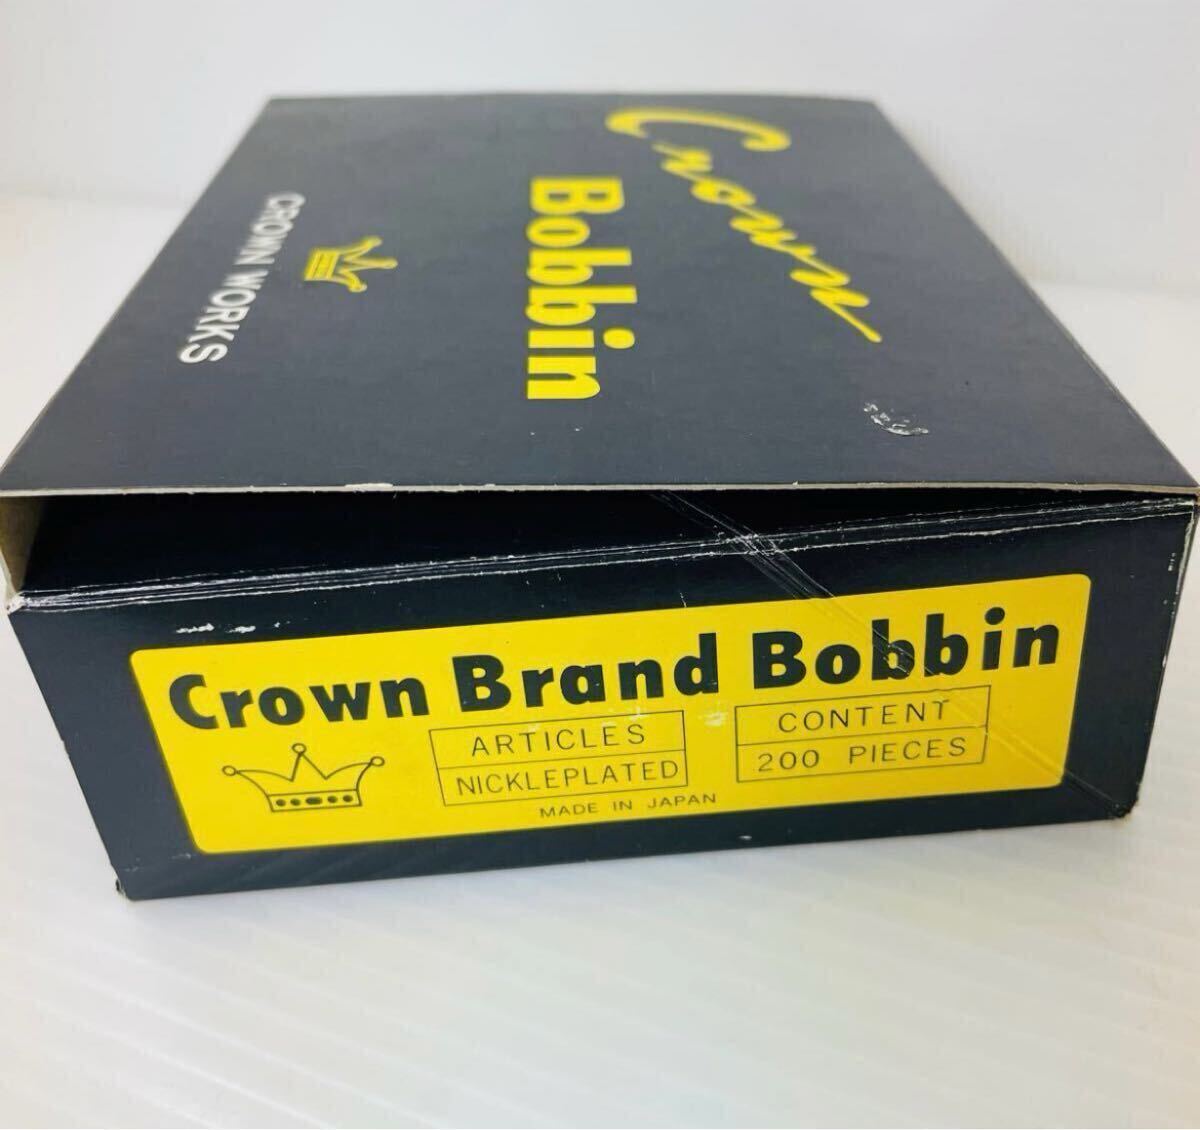 Crown
Bobbin
CROWN WORKS
Crown Brand Bobbin
ARTICLES
NICKLEPLATED
CONTENT
200 PIECES
MADE IN JAPAN